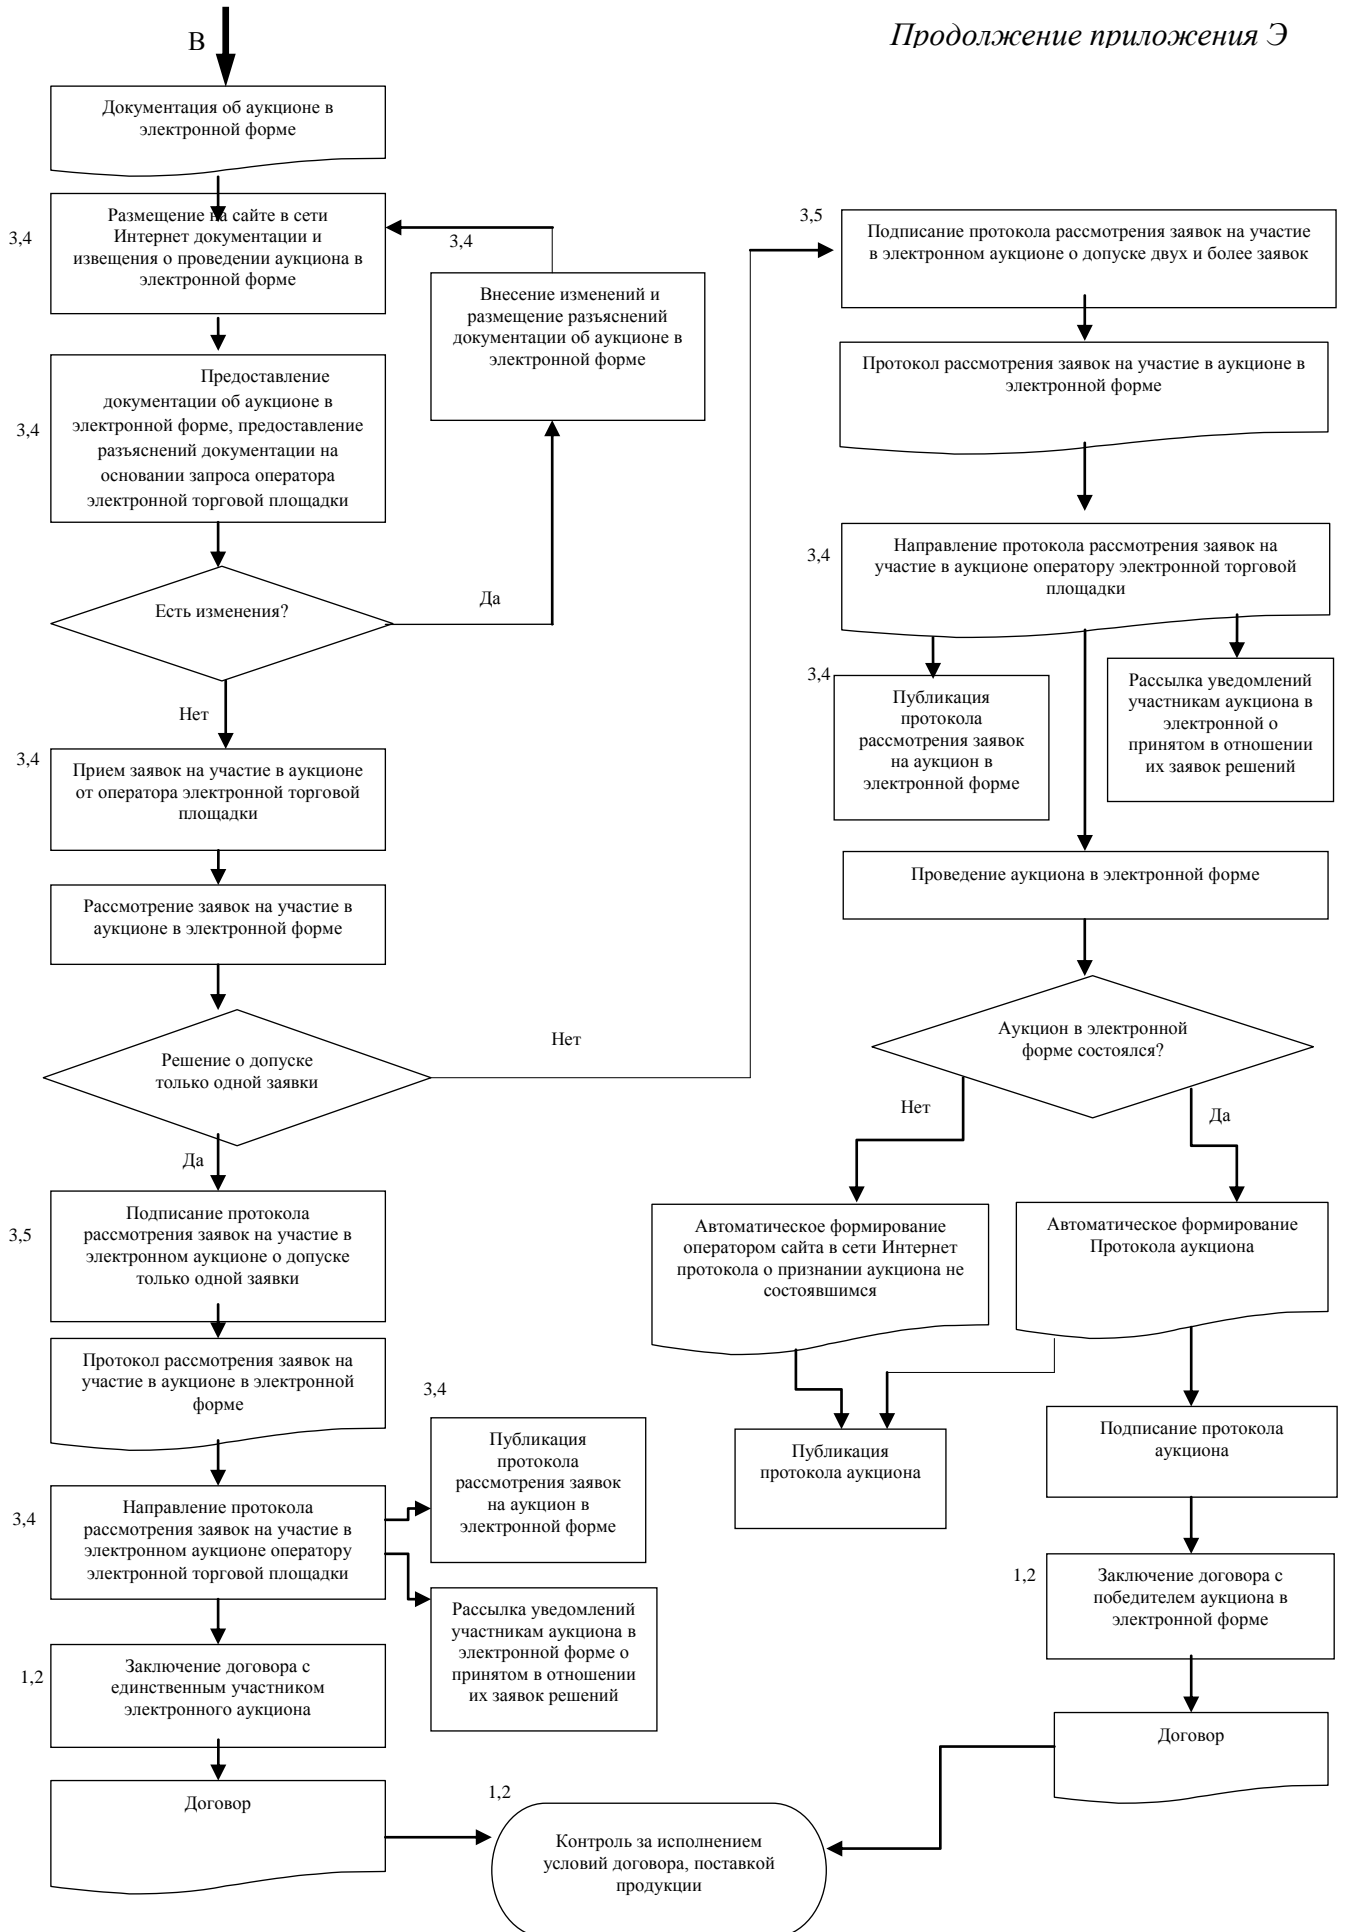 Продолжение приложения Э
В
Документация об аукционе в
электронной форме
3,4
Размещение на сайте в сети
Интернет документации и
извещения о проведении аукциона в
электронной форме
3,4
Внесение изменений и
размещение разъяснений
документации об аукционе в
электронной форме
3,4
Предоставление
документации об аукционе в
электронной форме, предоставление
разъяснений документации на
основании запроса оператора
электронной торговой площадки
Есть изменения?
Да
Нет
3,4
Прием заявок на участие в аукционе
от оператора электронной торговой
площадки
Рассмотрение заявок на участие в
аукционе в электронной форме
Решение о допуске
только одной заявки
Нет
Да
3,5
Подписание протокола
рассмотрения заявок на участие в
электронном аукционе о допуске
только одной заявки
Протокол рассмотрения заявок на
участие в аукционе в электронной
форме
3,4
Направление протокола
рассмотрения заявок на участие в
электронном аукционе оператору
электронной торговой площадки
3,4
Публикация
протокола
рассмотрения заявок
на аукцион в
электронной форме
Рассылка уведомлений
участникам аукциона в
электронной форме о
принятом в отношении
их заявок решений
1,2
Заключение договора с
единственным участником
электронного аукциона
Договор
3,5
Подписание протокола рассмотрения заявок на участие
в электронном аукционе о допуске двух и более заявок
Протокол рассмотрения заявок на участие в аукционе в
электронной форме
3,4
Направление протокола рассмотрения заявок на
участие в аукционе оператору электронной торговой
площадки
3,4
Публикация
протокола
рассмотрения заявок
на аукцион в
электронной форме
Рассылка уведомлений
участникам аукциона в
электронной о
принятом в отношении
их заявок решений
Проведение аукциона в электронной форме
Аукцион в электронной
форме состоялся?
Нет
Да
Автоматическое формирование
оператором сайта в сети Интернет
протокола о признании аукциона не
состоявшимся
Автоматическое формирование
Протокола аукциона
Публикация
протокола аукциона
Подписание протокола
аукциона
1,2
Заключение договора с
победителем аукциона в
электронной форме
Договор
1,2
Контроль за исполнением
условий договора, поставкой
продукции